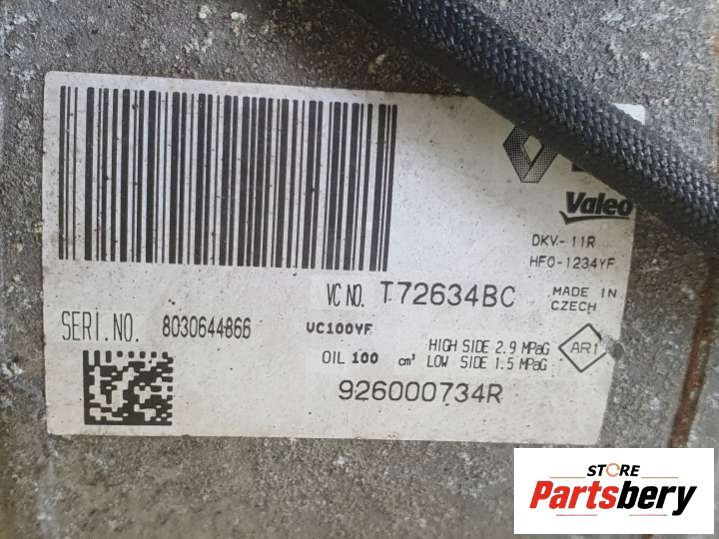 Valeo
DKV-11R
HFO-1234YF
VC NO. T72634BC
MADE IN
CZECH
SERI.NO. 8030644866
VC100YF
OIL 100 cm³
HIGH SIDE 2.9 MPaG
LOW SIDE 1.5 MPaG
AR1
926000734R
STORE
Partsbery